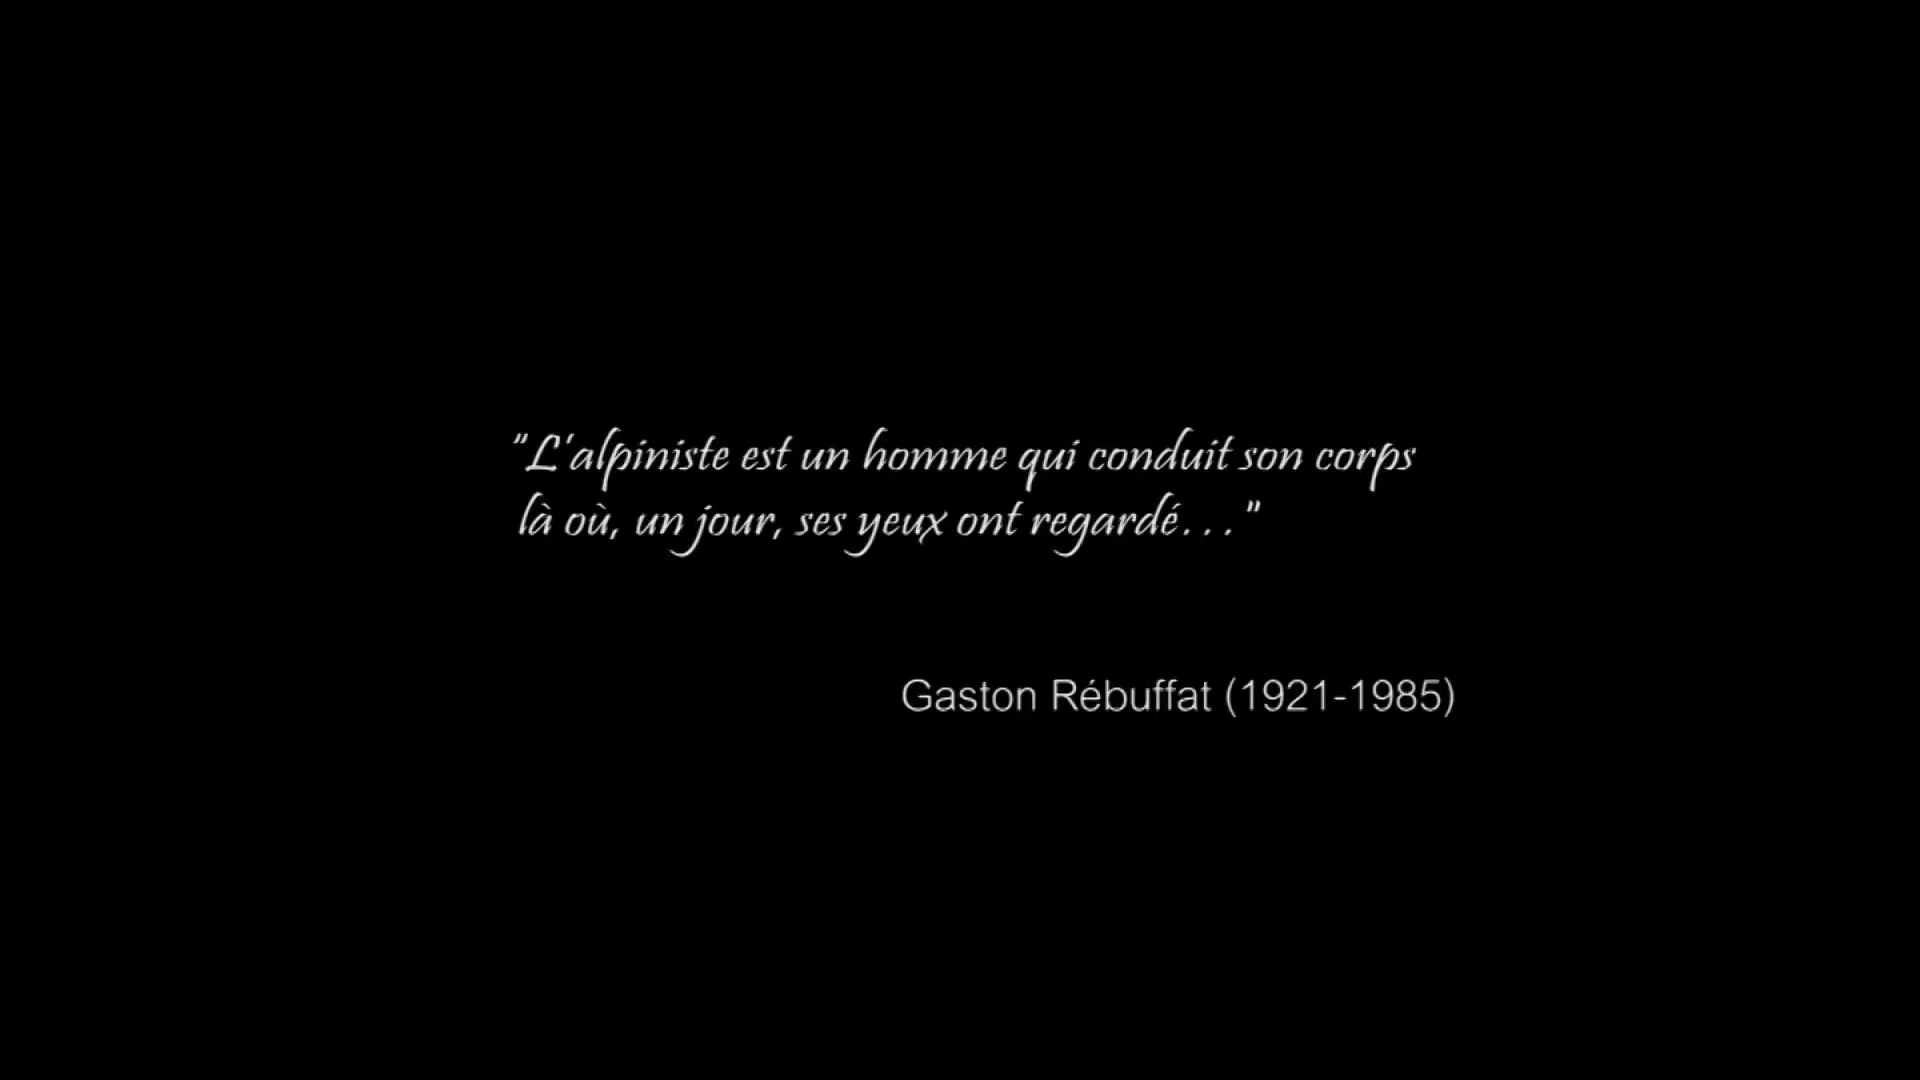 "L'alpiniste est un homme qui conduit son corps
là où, un jour, ses yeux ont regardé..."
Gaston Rébuffat (1921-1985)